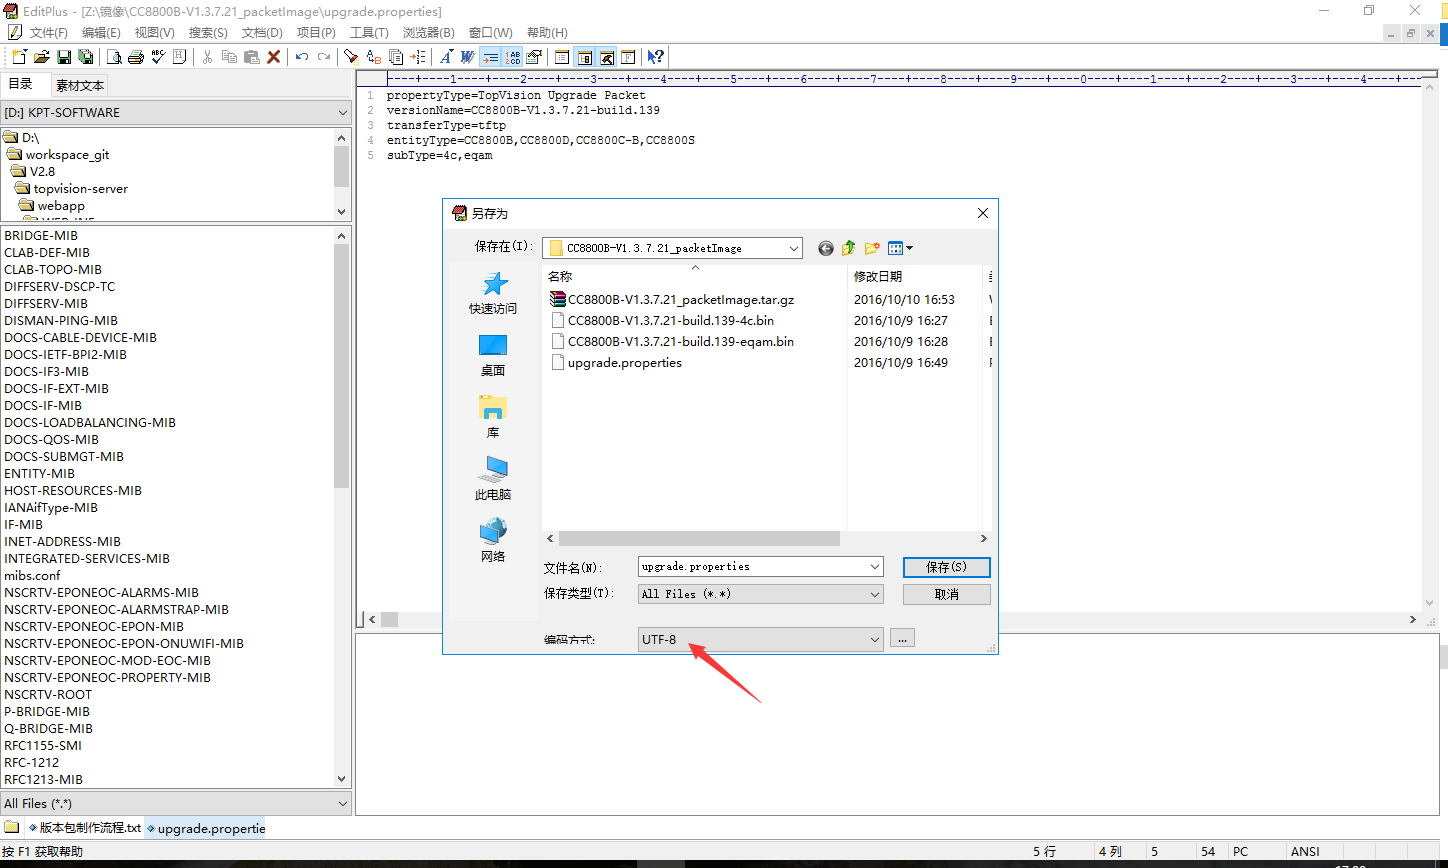 EditPlus - [Z:\镜像\CC8800B-V1.3.7.21_packetImage\upgrade.properties]
文件(F) 编辑(E) 视图(V) 搜索(S) 文档(D) 项目(P) 工具(T) 浏览器(B) 窗口(W) 帮助(H)
目录 素材文本
[D:] KPT-SOFTWARE
D:\
workspace_git
V2.8
topvision-server
webapp
BRIDGE-MIB
CLAB-DEF-MIB
CLAB-TOPO-MIB
DIFFSERV-DSCP-TC
DIFFSERV-MIB
DISMAN-PING-MIB
DOCS-CABLE-DEVICE-MIB
DOCS-IETF-BPI2-MIB
DOCS-IF3-MIB
DOCS-IF-EXT-MIB
DOCS-IF-MIB
DOCS-LOADBALANCING-MIB
DOCS-QOS-MIB
DOCS-SUBMGT-MIB
ENTITY-MIB
HOST-RESOURCES-MIB
IANAifType-MIB
IF-MIB
INET-ADDRESS-MIB
INTEGRATED-SERVICES-MIB
mibs.conf
NSCRTV-EPONEOC-ALARMS-MIB
NSCRTV-EPONEOC-ALARMSTRAP-MIB
NSCRTV-EPONEOC-EPON-MIB
NSCRTV-EPONEOC-EPON-ONUWIFI-MIB
NSCRTV-EPONEOC-MOD-EOC-MIB
NSCRTV-EPONEOC-PROPERTY-MIB
NSCRTV-ROOT
P-BRIDGE-MIB
Q-BRIDGE-MIB
RFC1155-SMI
RFC-1212
RFC1213-MIB
All Files (*.*)
----+----1----+----2----+----3----+----4----+----5----+----6----+----7----+----8----+----9----+----0----+----1----+----2----+----3----+----4----+--
1 propertyType=TopVision Upgrade Packet
2 versionName=CC8800B-V1.3.7.21-build.139
3 transferType=tftp
4 entityType=CC8800B,CC8800D,CC8800C-B,CC8800S
5 subType=4c,eqam
另存为
保存在(I): CC8800B-V1.3.7.21_packetImage
快速访问
桌面
库
此电脑
网络
名称 修改日期
CC8800B-V1.3.7.21_packetImage.tar.gz 2016/10/10 16:53
CC8800B-V1.3.7.21-build.139-4c.bin 2016/10/9 16:27
CC8800B-V1.3.7.21-build.139-eqam.bin 2016/10/9 16:28
upgrade.properties 2016/10/9 16:49
文件名(N): upgrade.properties 保存(S)
保存类型(T): All Files (*.*) 取消
编码方式: UTF-8 ...
版本包制作流程.txt upgrade.propertie
按 F1 获取帮助 5 行 4 列 5 54 PC ANSI